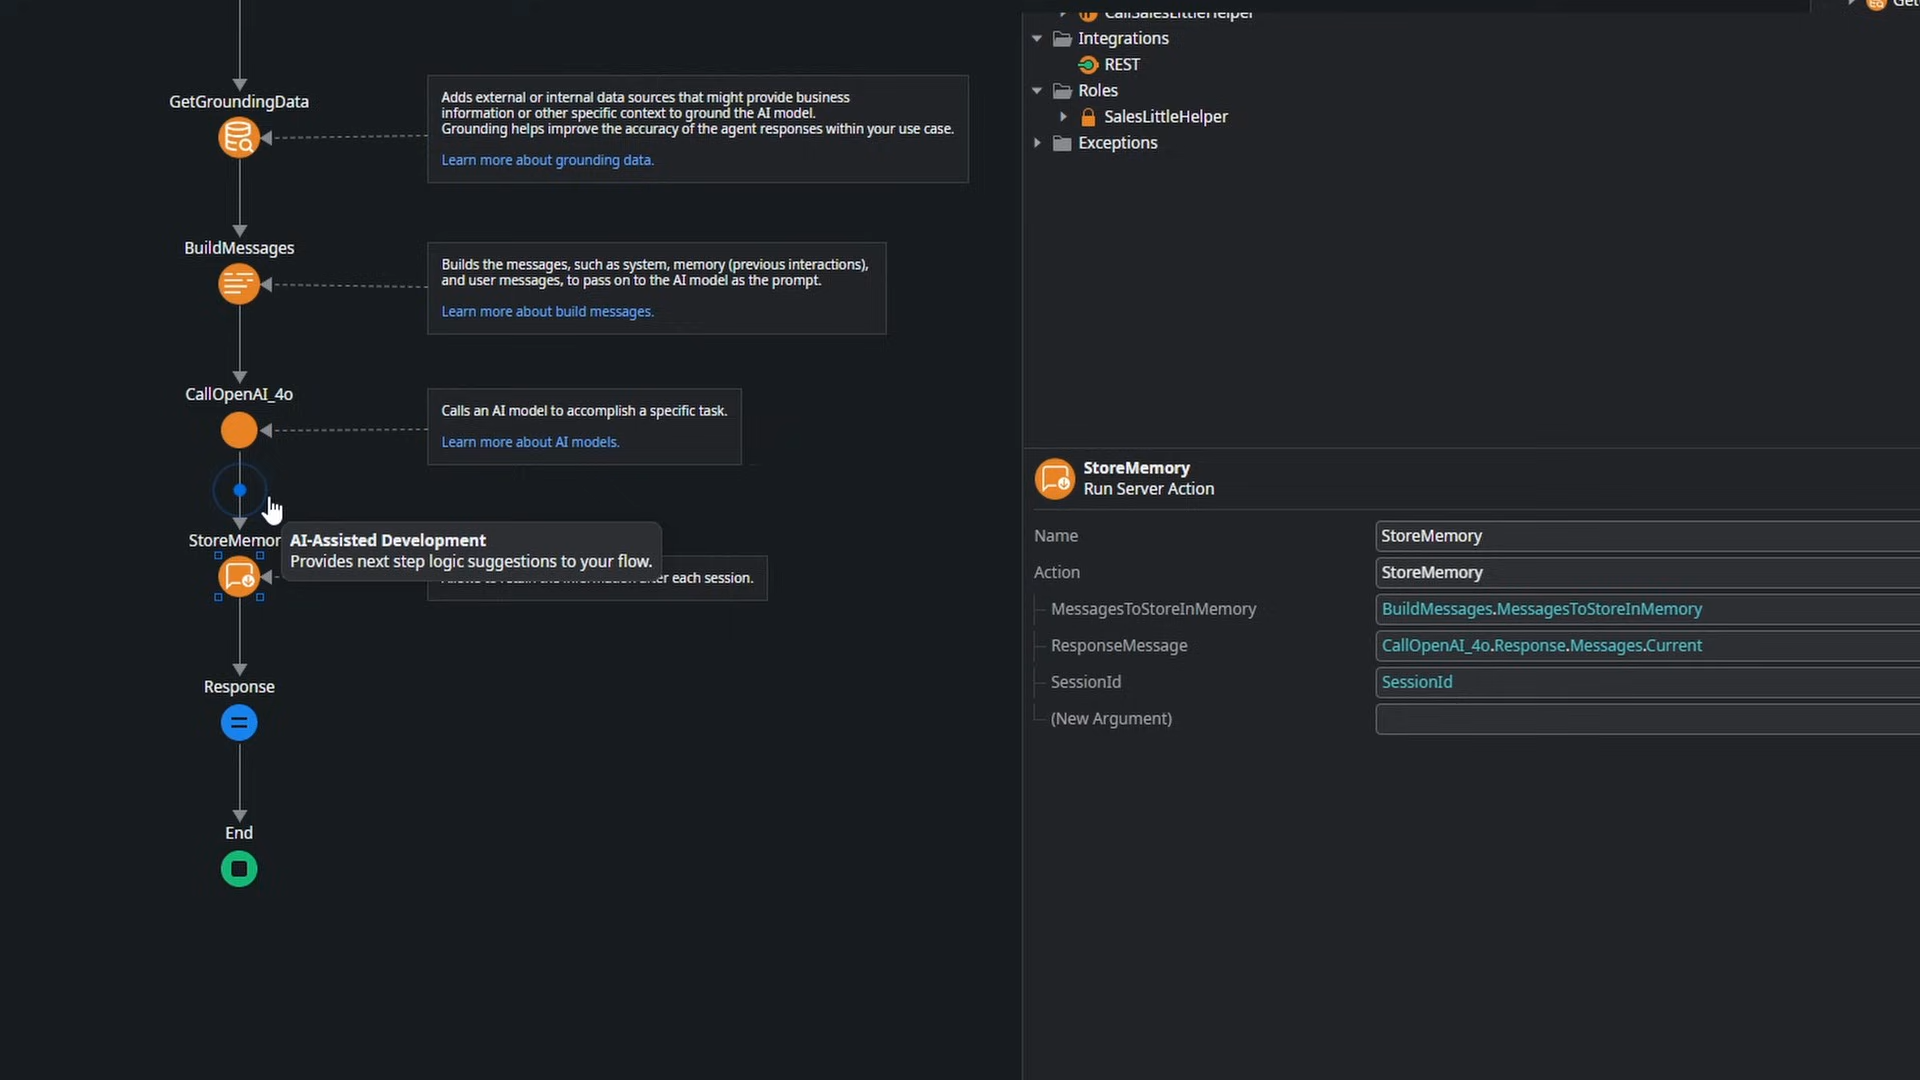 GetGroundingData
Adds external or internal data sources that might provide business
information or other specific context to ground the AI model.
Grounding helps improve the accuracy of the agent responses within your use case.
Learn more about grounding data.
BuildMessages
Builds the messages, such as system, memory (previous interactions),
and user messages, to pass on to the AI model as the prompt.
Learn more about build messages.
CallOpenAI_4o
Calls an AI model to accomplish a specific task.
Learn more about AI models.
StoreMemor
AI-Assisted Development
Provides next step logic suggestions to your flow.
each session.
Response
End
CallSalesLittleHelper
Integrations
REST
Roles
SalesLittleHelper
Exceptions
StoreMemory
Run Server Action
Name
StoreMemory
Action
StoreMemory
MessagesToStoreInMemory
BuildMessages.MessagesToStoreInMemory
ResponseMessage
CallOpenAI_4o.Response.Messages.Current
SessionId
SessionId
(New Argument)